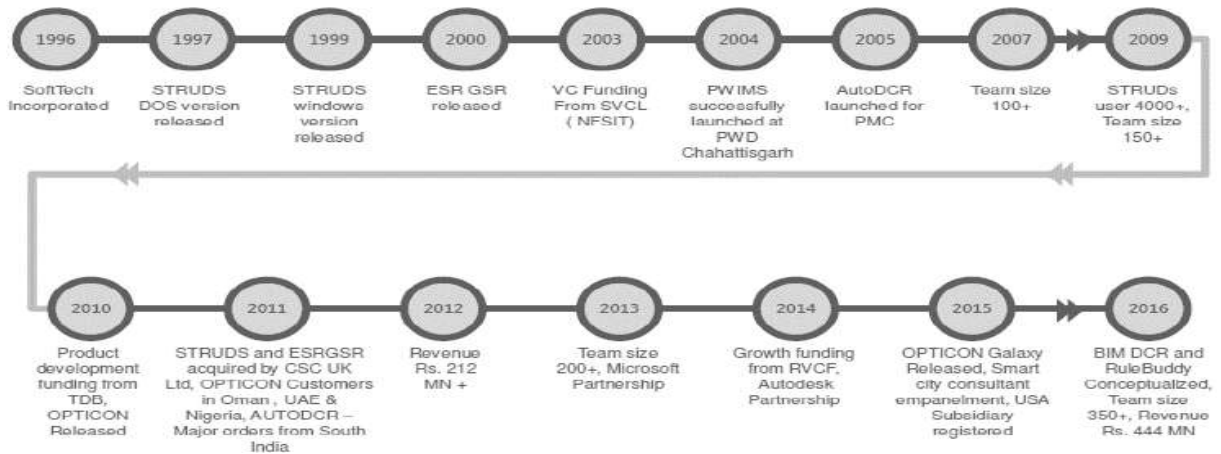 1996
SoftTech
Incorporated
1997
STRUDS
DOS version
released
1999
STRUDS
windows
version
released
2000
ESR GSR
released
2003
VC Funding
From SVCL
( NFSIT)
2004
PWIMS
successfully
launched at
PWD
Chahattisgarh
2005
AutoDCR
launched for
PMC
2007
Team size
100+
2009
STRUDs
user 4000+,
Team size
150+
2010
Product
development
funding from
TDB,
OPTICON
Released
2011
STRUDS and ESRGSR
acquired by CSC UK
Ltd, OPTICON Customers
in Oman , UAE &
Nigeria, AUTODCR –
Major orders from South
India
2012
Revenue
Rs. 212
MN +
2013
Team size
200+, Microsoft
Partnership
2014
Growth funding
from RVCF,
Autodesk
Partnership
2015
OPTICON Galaxy
Released, Smart
city consultant
empanelment, USA
Subsidiary
registered
2016
BIM DCR and
RuleBuddy
Conceptualized,
Team size
350+, Revenue
Rs. 444 MN